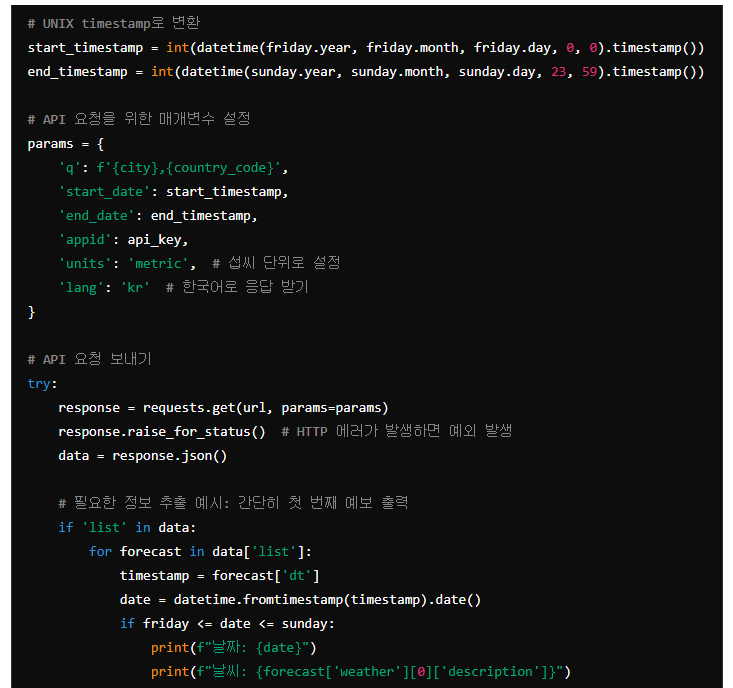 # UNIX timestamp로 변환
start_timestamp = int(datetime(friday.year, friday.month, friday.day, 0, 0).timestamp())
end_timestamp = int(datetime(sunday.year, sunday.month, sunday.day, 23, 59).timestamp())

# API 요청을 위한 매개변수 설정
params = {
    'q': f'{city},{country_code}',
    'start_date': start_timestamp,
    'end_date': end_timestamp,
    'appid': api_key,
    'units': 'metric',  # 섭씨 단위로 설정
    'lang': 'kr'  # 한국어로 응답 받기
}

# API 요청 보내기
try:
    response = requests.get(url, params=params)
    response.raise_for_status()  # HTTP 에러가 발생하면 예외 발생
    data = response.json()

    # 필요한 정보 추출 예시: 간단히 첫 번째 예보 출력
    if 'list' in data:
        for forecast in data['list']:
            timestamp = forecast['dt']
            date = datetime.fromtimestamp(timestamp).date()
            if friday <= date <= sunday:
                print(f"날짜: {date}")
                print(f"날씨: {forecast['weather'][0]['description']}")